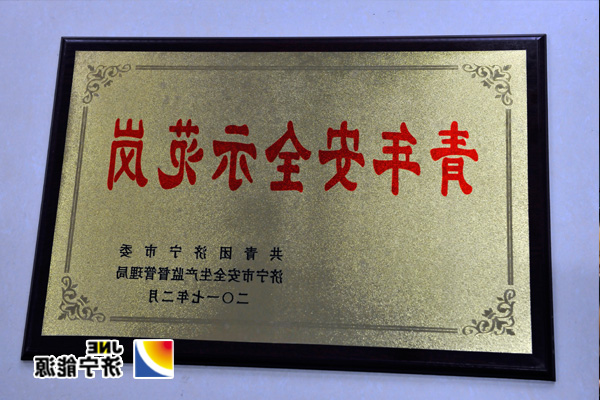 青年安全示范岗
共青团济宁市委
济宁市安全生产监督管理局
二〇一七年二月
JNE
济宁能源